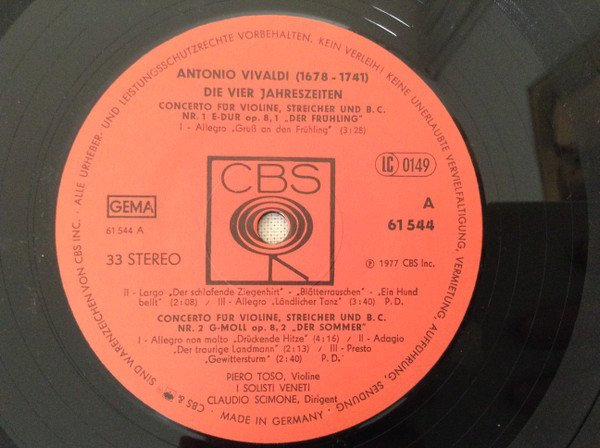 ALLE URHEBER- UND LEISTUNGSSCHUTZRECHTE VORBEHALTEN, KEIN VERLEIH! KEINE UNERLAUBTE VERVIELFÄLTIGUNG, VERMIETUNG, AUFFÜHRUNG, SENDUNG,
ANTONIO VIVALDI (1678 - 1741)
DIE VIER JAHRESZEITEN
CONCERTO FÜR VIOLINE, STREICHER UND B. C.
NR. 1 E-DUR op. 8,1 „DER FRÜHLING"
I - Allegro „Gruß an den Frühling" (3:28)
CBS
LC 0149
GEMA
A
61 544 A
61 544
33 STEREO
℗ 1977 CBS Inc.
II - Largo „Der schlafende Ziegenhirt" - „Blätterrauschen" - „Ein Hund
bellt" (2:08) / III - Allegro „Ländlicher Tanz" (3:40) P. D.
CONCERTO FÜR VIOLINE, STREICHER UND B. C.
NR. 2 G-MOLL op. 8,2 „DER SOMMER"
I - Allegro non molto „Drückende Hitze" (4:16) / II - Adagio
„Der traurige Landmann" (2:13) / III - Presto
„Gewittersturm" (2:40) P. D.
PIERO TOSO, Violine
I SOLISTI VENETI
CLAUDIO SCIMONE, Dirigent
CBS & SIND WARENZEICHEN VON CBS INC. ·
MADE IN GERMANY ·